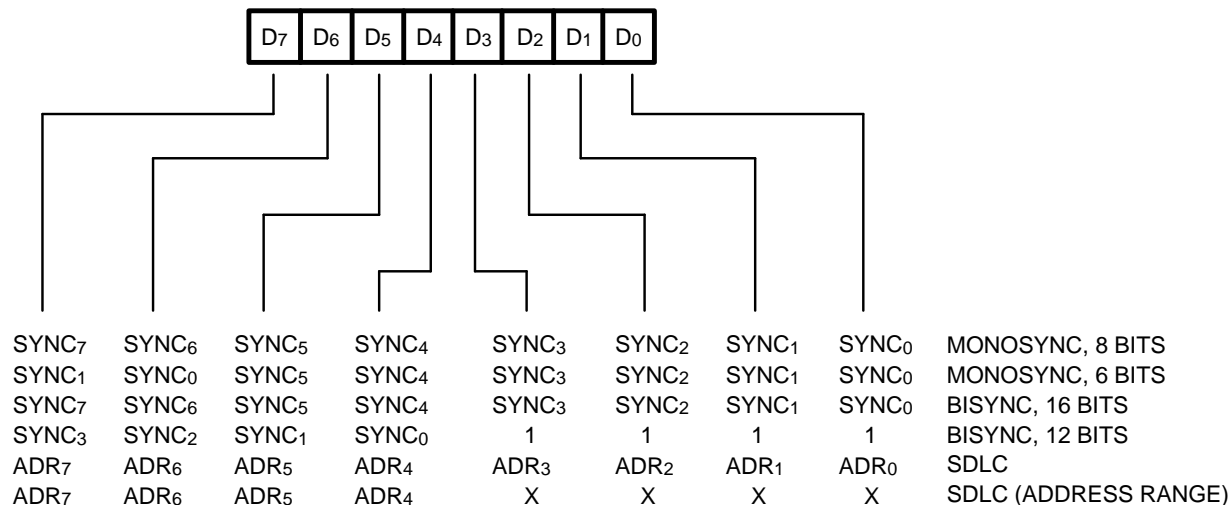 D7 D6 D5 D4 D3 D2 D1 D0
SYNC7 SYNC6 SYNC5 SYNC4 SYNC3 SYNC2 SYNC1 SYNC0 MONOSYNC, 8 BITS
SYNC1 SYNC0 SYNC5 SYNC4 SYNC3 SYNC2 SYNC1 SYNC0 MONOSYNC, 6 BITS
SYNC7 SYNC6 SYNC5 SYNC4 SYNC3 SYNC2 SYNC1 SYNC0 BISYNC, 16 BITS
SYNC3 SYNC2 SYNC1 SYNC0 1 1 1 1 BISYNC, 12 BITS
ADR7 ADR6 ADR5 ADR4 ADR3 ADR2 ADR1 ADR0 SDLC
ADR7 ADR6 ADR5 ADR4 X X X X SDLC (ADDRESS RANGE)